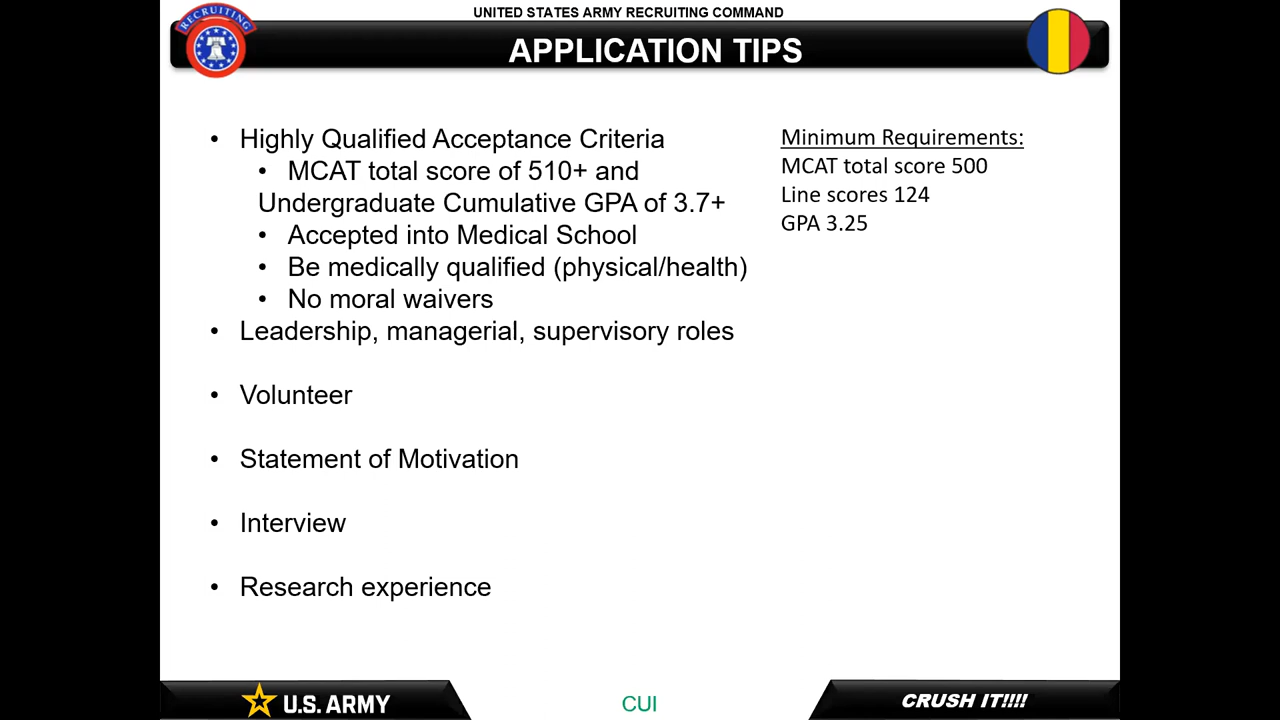 UNITED STATES ARMY RECRUITING COMMAND
RECRUITING
APPLICATION TIPS
• Highly Qualified Acceptance Criteria
• MCAT total score of 510+ and
Undergraduate Cumulative GPA of 3.7+
• Accepted into Medical School
• Be medically qualified (physical/health)
• No moral waivers
• Leadership, managerial, supervisory roles
• Volunteer
• Statement of Motivation
• Interview
• Research experience
Minimum Requirements:
MCAT total score 500
Line scores 124
GPA 3.25
U.S. ARMY
CUI
CRUSH IT!!!!